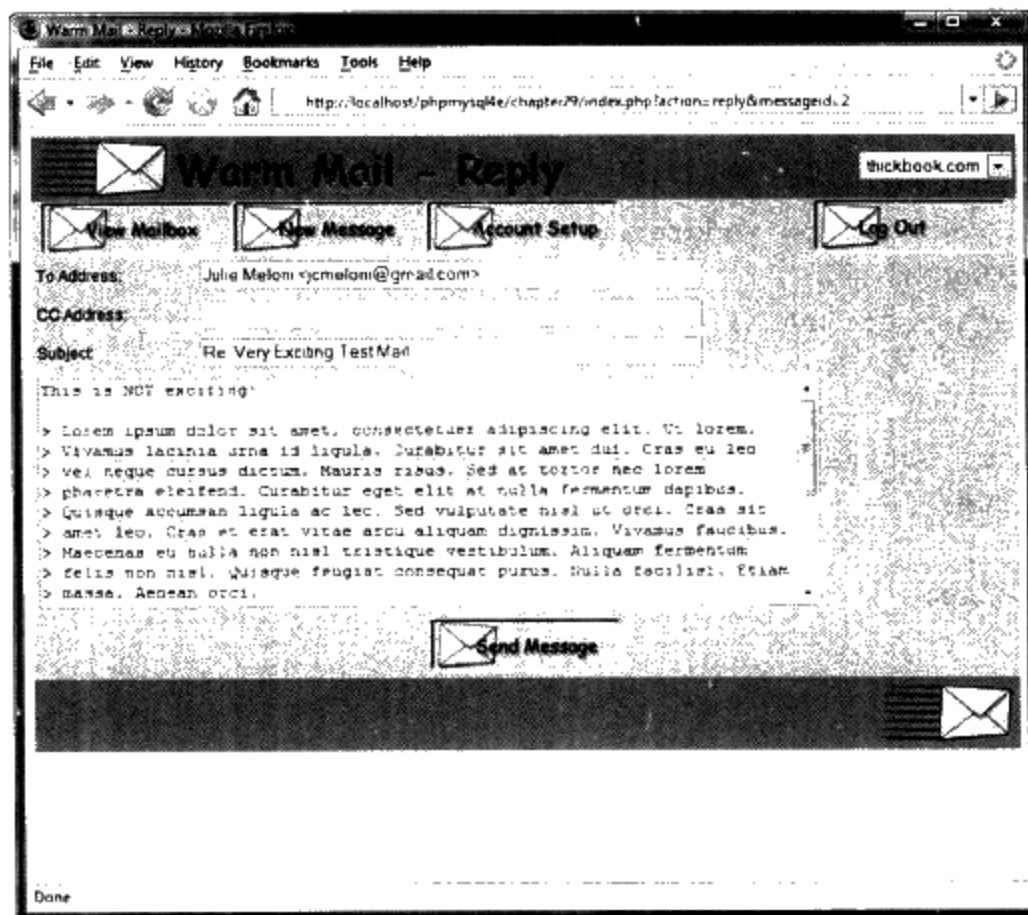 Warm Mail - Reply - Mozilla Firefox
File Edit View History Bookmarks Tools Help
http://localhost/phpmysql4e/chapter29/index.php?action=reply&messageid=2
Warm Mail - Reply
thickbook.com
View Mailbox New Message Account Setup Log Out
To Address: Julie Meloni <jcmeloni@gmail.com>
CC Address:
Subject: Re: Very Exciting Test Mail
This is NOT exciting!
> Lorem ipsum dolor sit amet, consectetuer adipiscing elit. Ut lorem.
> Vivamus lacinia urna id ligula. Curabitur sit amet dui. Cras eu leo
> vel neque cursus dictum. Mauris risus. Sed at tortor nec lorem
> pharetra eleifend. Curabitur eget elit at nulla fermentum dapibus.
> Quisque accumsan ligula ac leo. Sed vulputate nisl ut orci. Cras sit
> amet leo. Cras et erat vitae arcu aliquam dignissim. Vivamus faucibus.
> Maecenas eu nulla non nisl tristique vestibulum. Aliquam fermentum
> felis non nisl. Quisque feugiat consequat purus. Nulla facilisi. Etiam
> massa. Aenean orci.
Send Message
Done